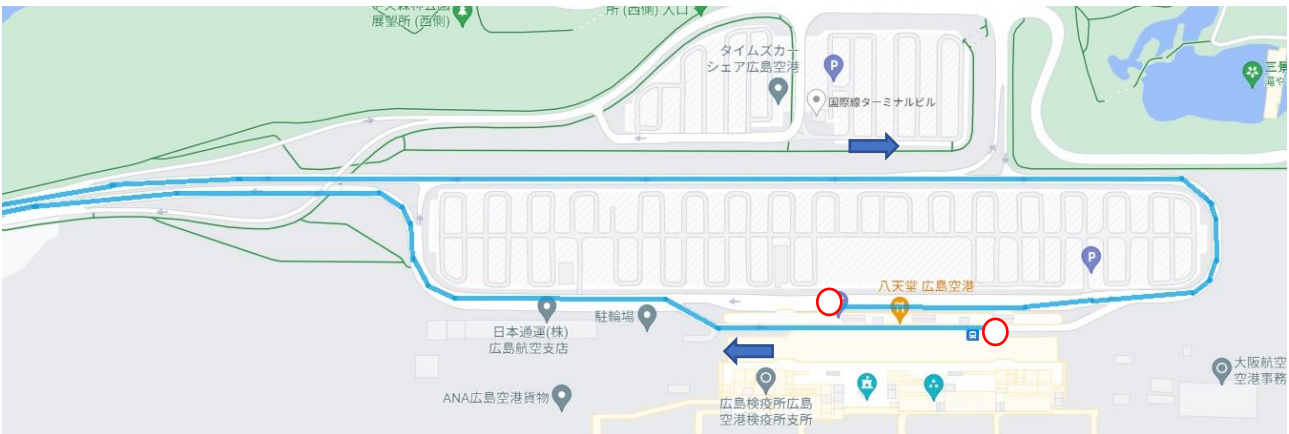 展望所 (西側)
所 (西側) 入口
タイムズカー
シェア広島空港
P
国際線ターミナルビル
三景
滝や
P
八天堂 広島空港
日本通運(株)
広島航空支店
駐輪場
ANA広島空港貨物
広島検疫所広島
空港検疫所支所
大阪航空
空港事務